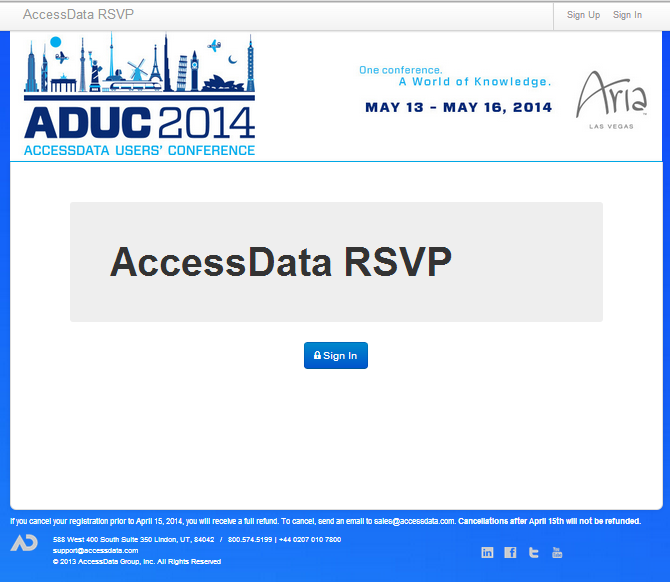 AccessData RSVP
Sign Up Sign In
One conference.
A World of Knowledge.
MAY 13 - MAY 16, 2014
Aria
LAS VEGAS
ADUC 2014
ACCESSDATA USERS' CONFERENCE
AccessData RSVP
Sign In
If you cancel your registration prior to April 15, 2014, you will receive a full refund. To cancel, send an email to sales@accessdata.com. Cancellations after April 15th will not be refunded.
AD
588 West 400 South Suite 350 Lindon, UT, 84042 / 800.574.5199 | +44 0207 010 7800
support@accessdata.com
© 2013 AccessData Group, Inc. All Rights Reserved
in f t You Tube